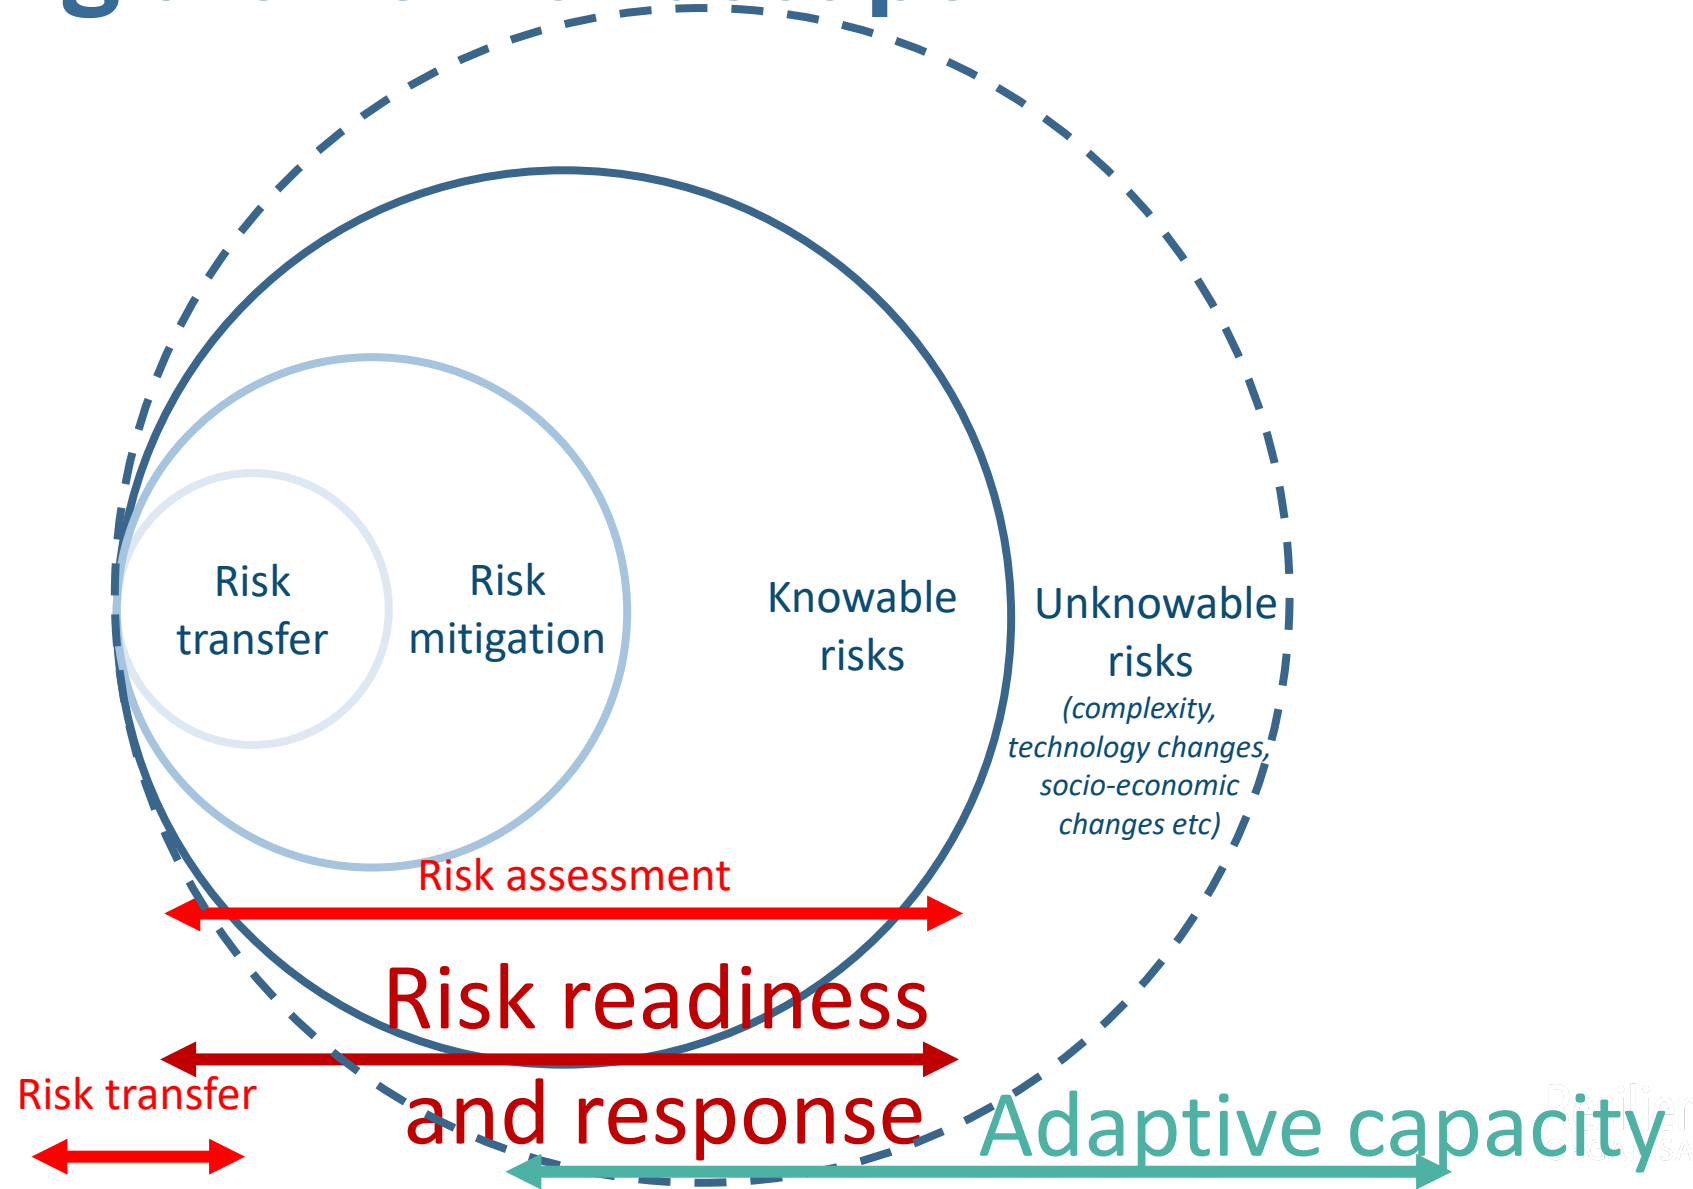 Risk
transfer
Risk
mitigation
Knowable
risks
Unknowable
risks
(complexity,
technology changes,
socio-economic
changes etc)
Risk assessment
Risk readiness
and response
Risk transfer
Adaptive capacity